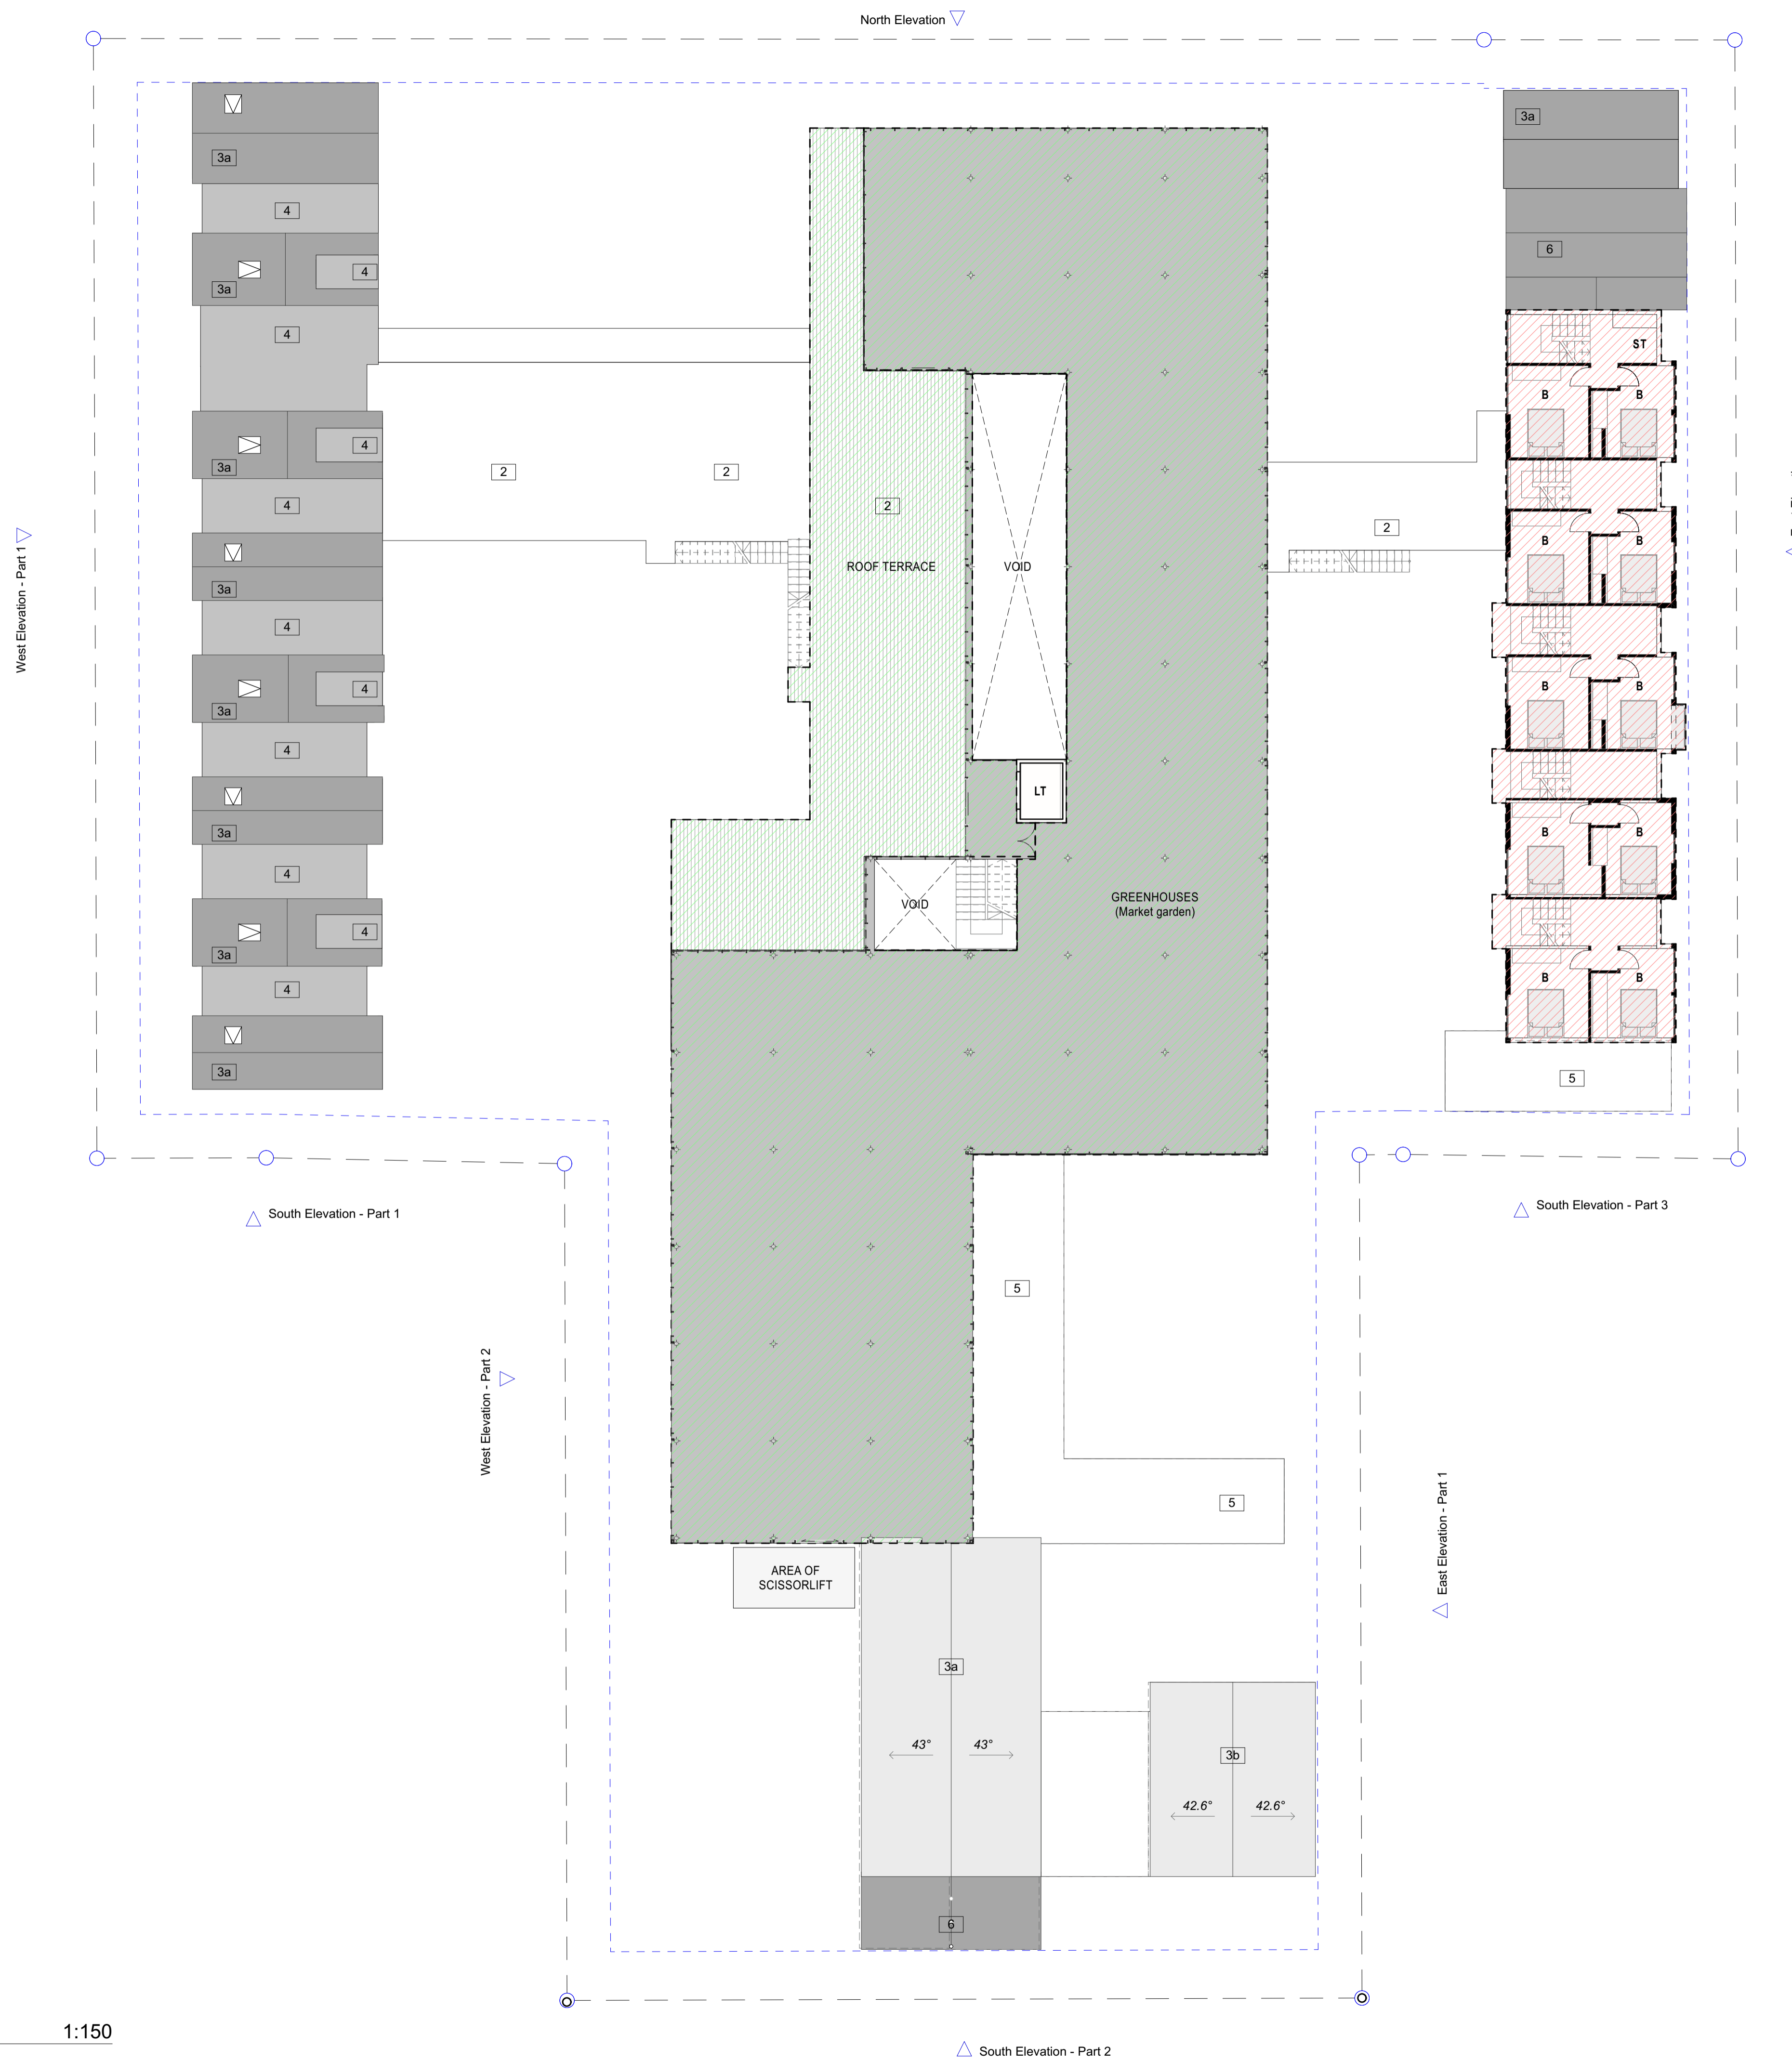 North Elevation
3a
3a
4
6
4
3a
4
ST
B
B
4
3a
2
2
2
4
2
B
B
West Elevation - Part 1
ROOF TERRACE
VOID
3a
4
4
3a
B
B
4
LT
3a
B
B
4
GREENHOUSES
(Market garden)
VOID
4
3a
B
B
4
3a
5
South Elevation - Part 1
South Elevation - Part 3
5
West Elevation - Part 2
5
East Elevation - Part 1
AREA OF
SCISSORLIFT
3a
43°
43°
3b
42.6°
42.6°
6
1:150
South Elevation - Part 2